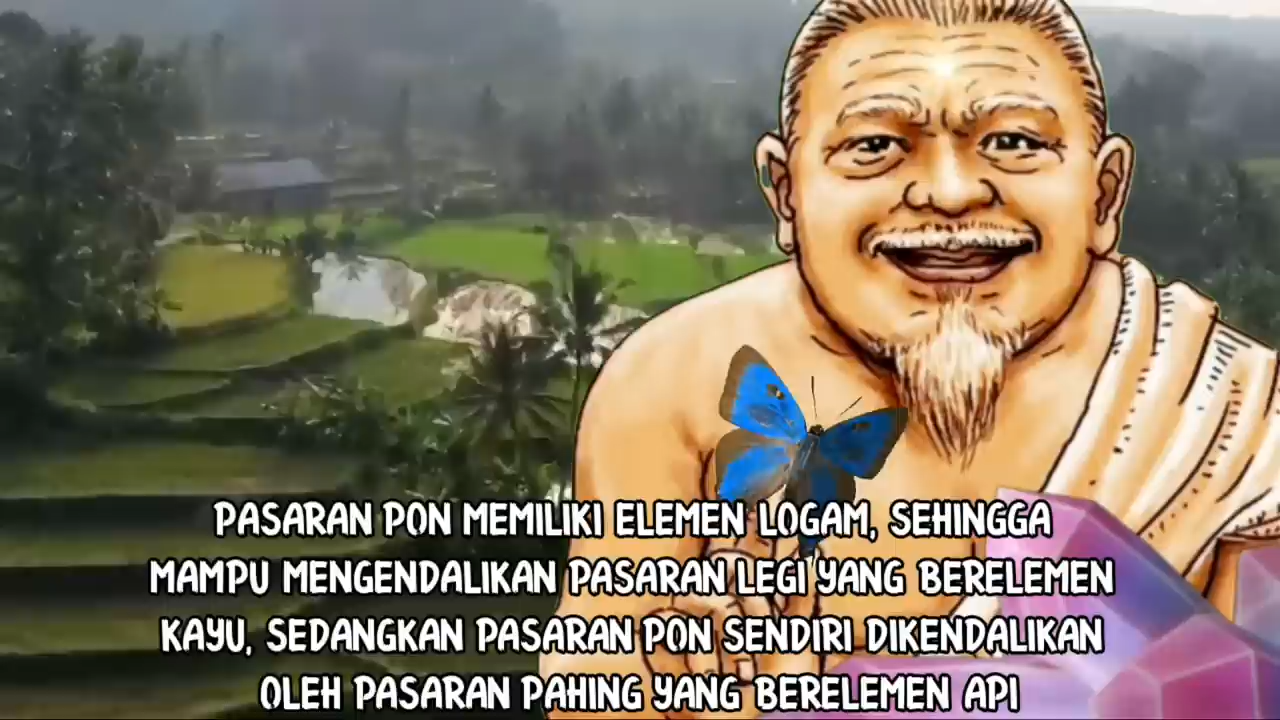 PASARAN PON MEMILIKI ELEMEN LOGAM, SEHINGGA
MAMPU MENGENDALIKAN PASARAN LEGI YANG BERELEMEN
KAYU, SEDANGKAN PASARAN PON SENDIRI DIKENDALIKAN
OLEH PASARAN PAHING YANG BERELEMEN API